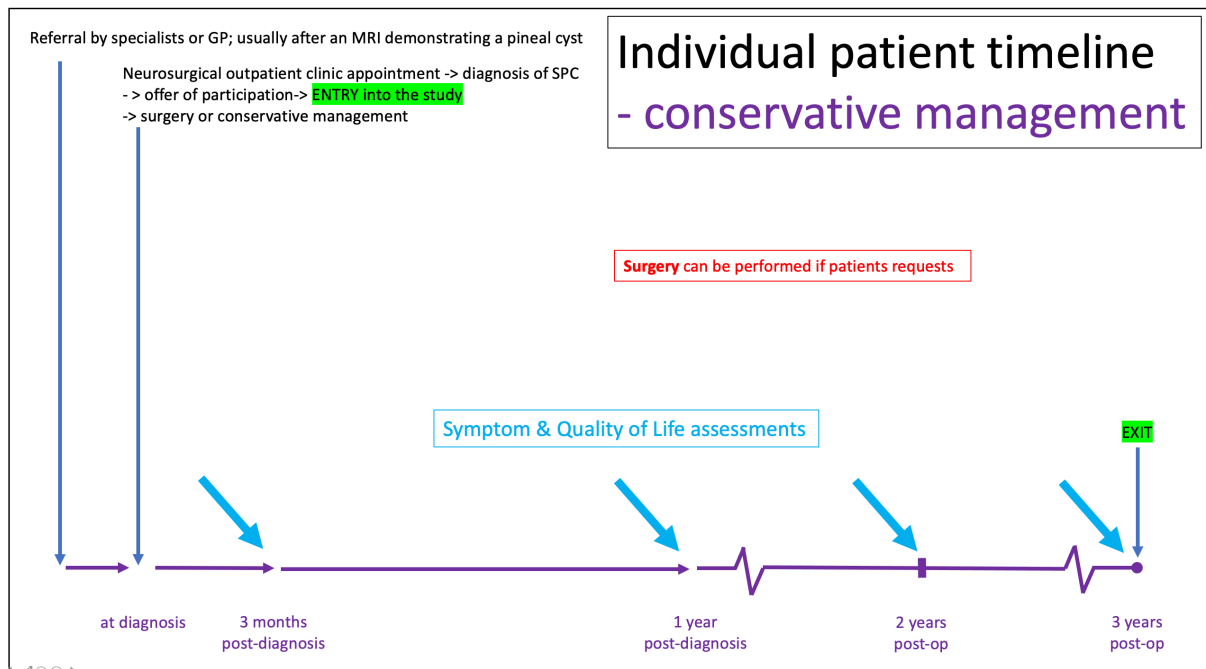 Referral by specialists or GP; usually after an MRI demonstrating a pineal cyst
Neurosurgical outpatient clinic appointment -> diagnosis of SPC
- > offer of participation-> ENTRY into the study
-> surgery or conservative management
Individual patient timeline
- conservative management
Surgery can be performed if patients requests
Symptom & Quality of Life assessments
EXIT
at diagnosis
3 months
post-diagnosis
1 year
post-diagnosis
2 years
post-op
3 years
post-op